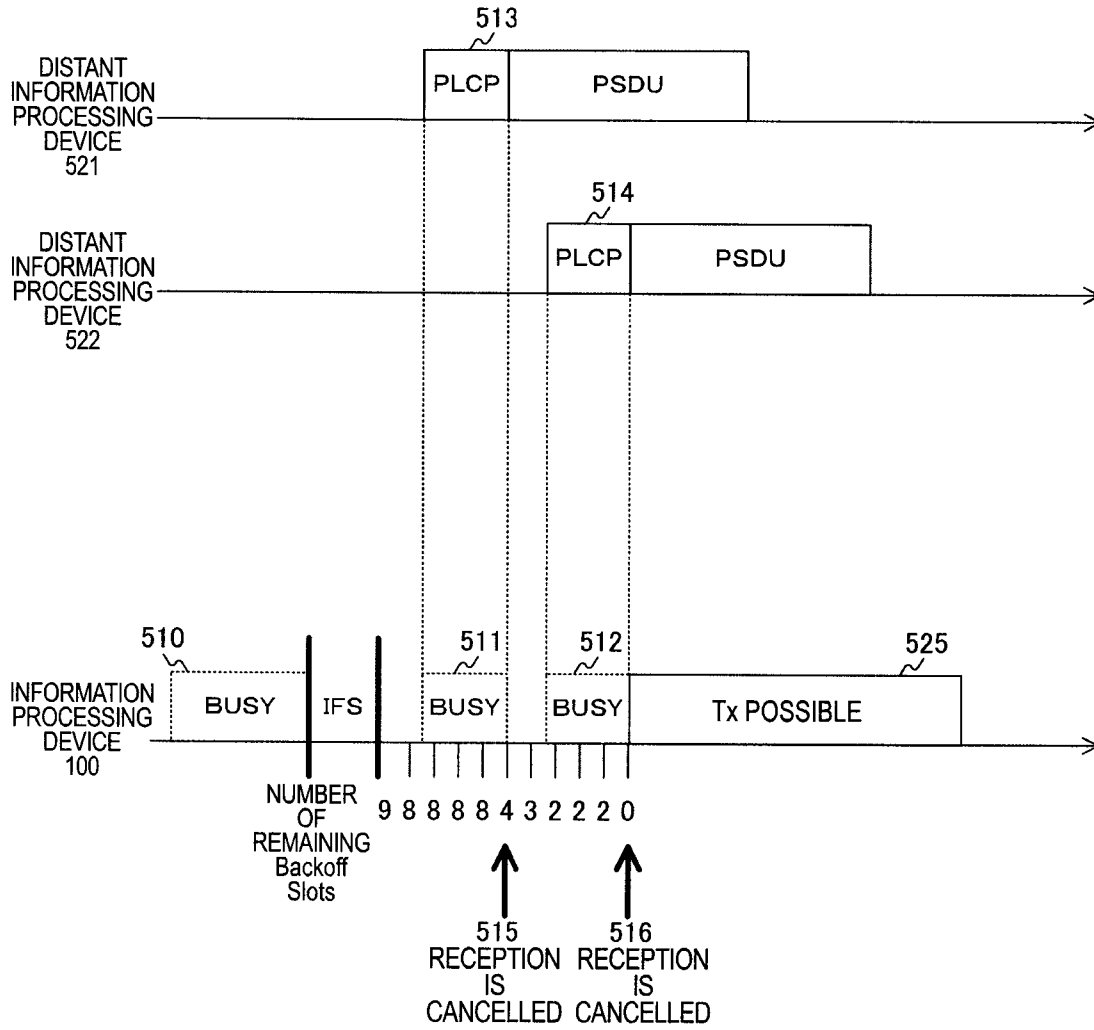 513
DISTANT
INFORMATION
PROCESSING
DEVICE
521
PLCP PSDU
514
DISTANT
INFORMATION
PROCESSING
DEVICE
522
PLCP PSDU
510 511 512 525
INFORMATION
PROCESSING
DEVICE
100
BUSY IFS BUSY BUSY Tx POSSIBLE
NUMBER
OF
REMAINING
Backoff
Slots
9 8 8 8 8 4 3 2 2 2 0
515
RECEPTION
IS
CANCELLED
516
RECEPTION
IS
CANCELLED